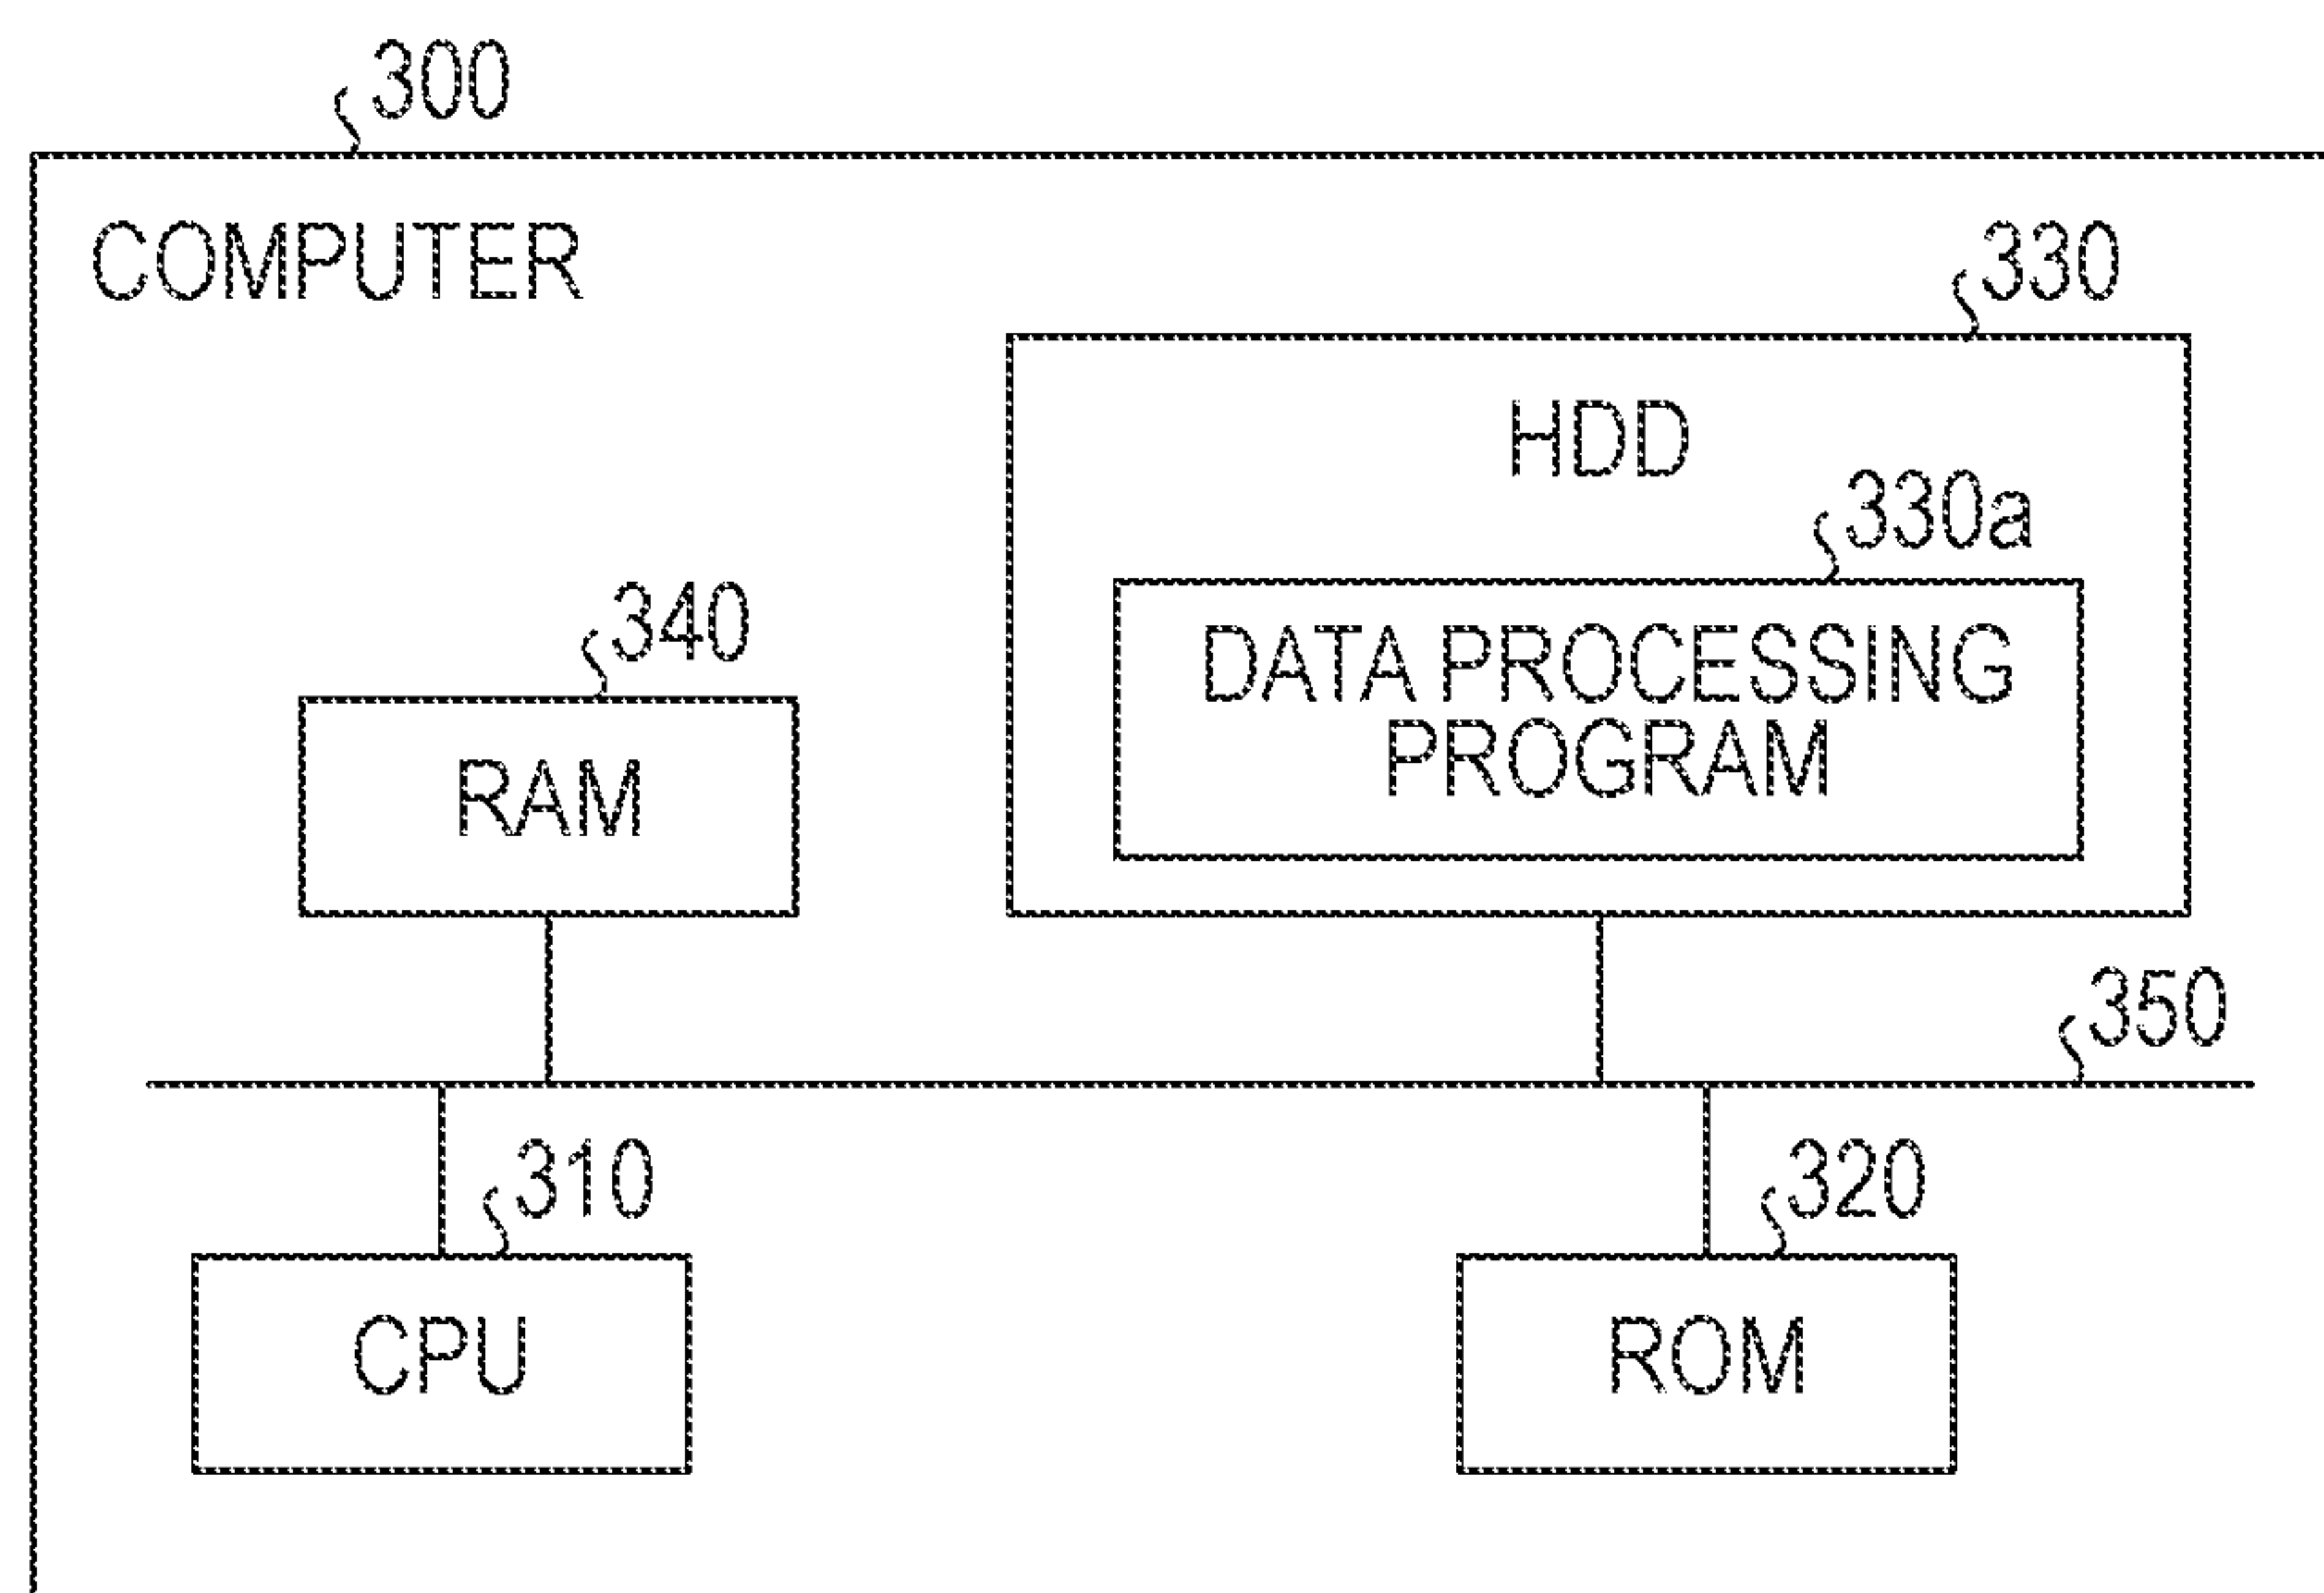 300
COMPUTER
330
HDD
330a
DATA PROCESSING
PROGRAM
340
RAM
350
310
CPU
320
ROM